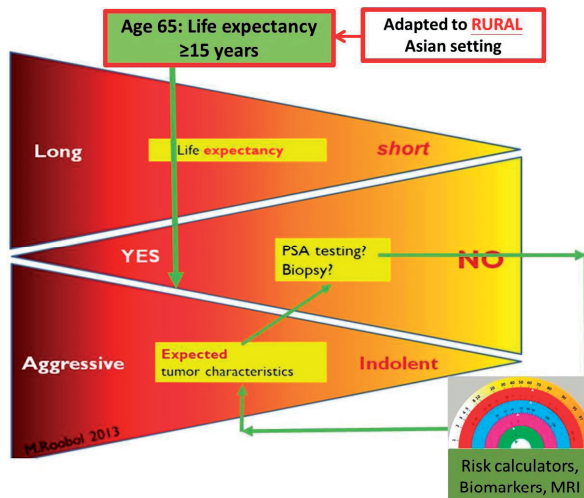 Age 65: Life expectancy
≥15 years
Adapted to RURAL
Asian setting
Long
Life expectancy
short
YES
PSA testing?
Biopsy?
NO
Aggressive
Expected
tumor characteristics
Indolent
M.Roobol 2013
Risk calculators,
Biomarkers, MRI